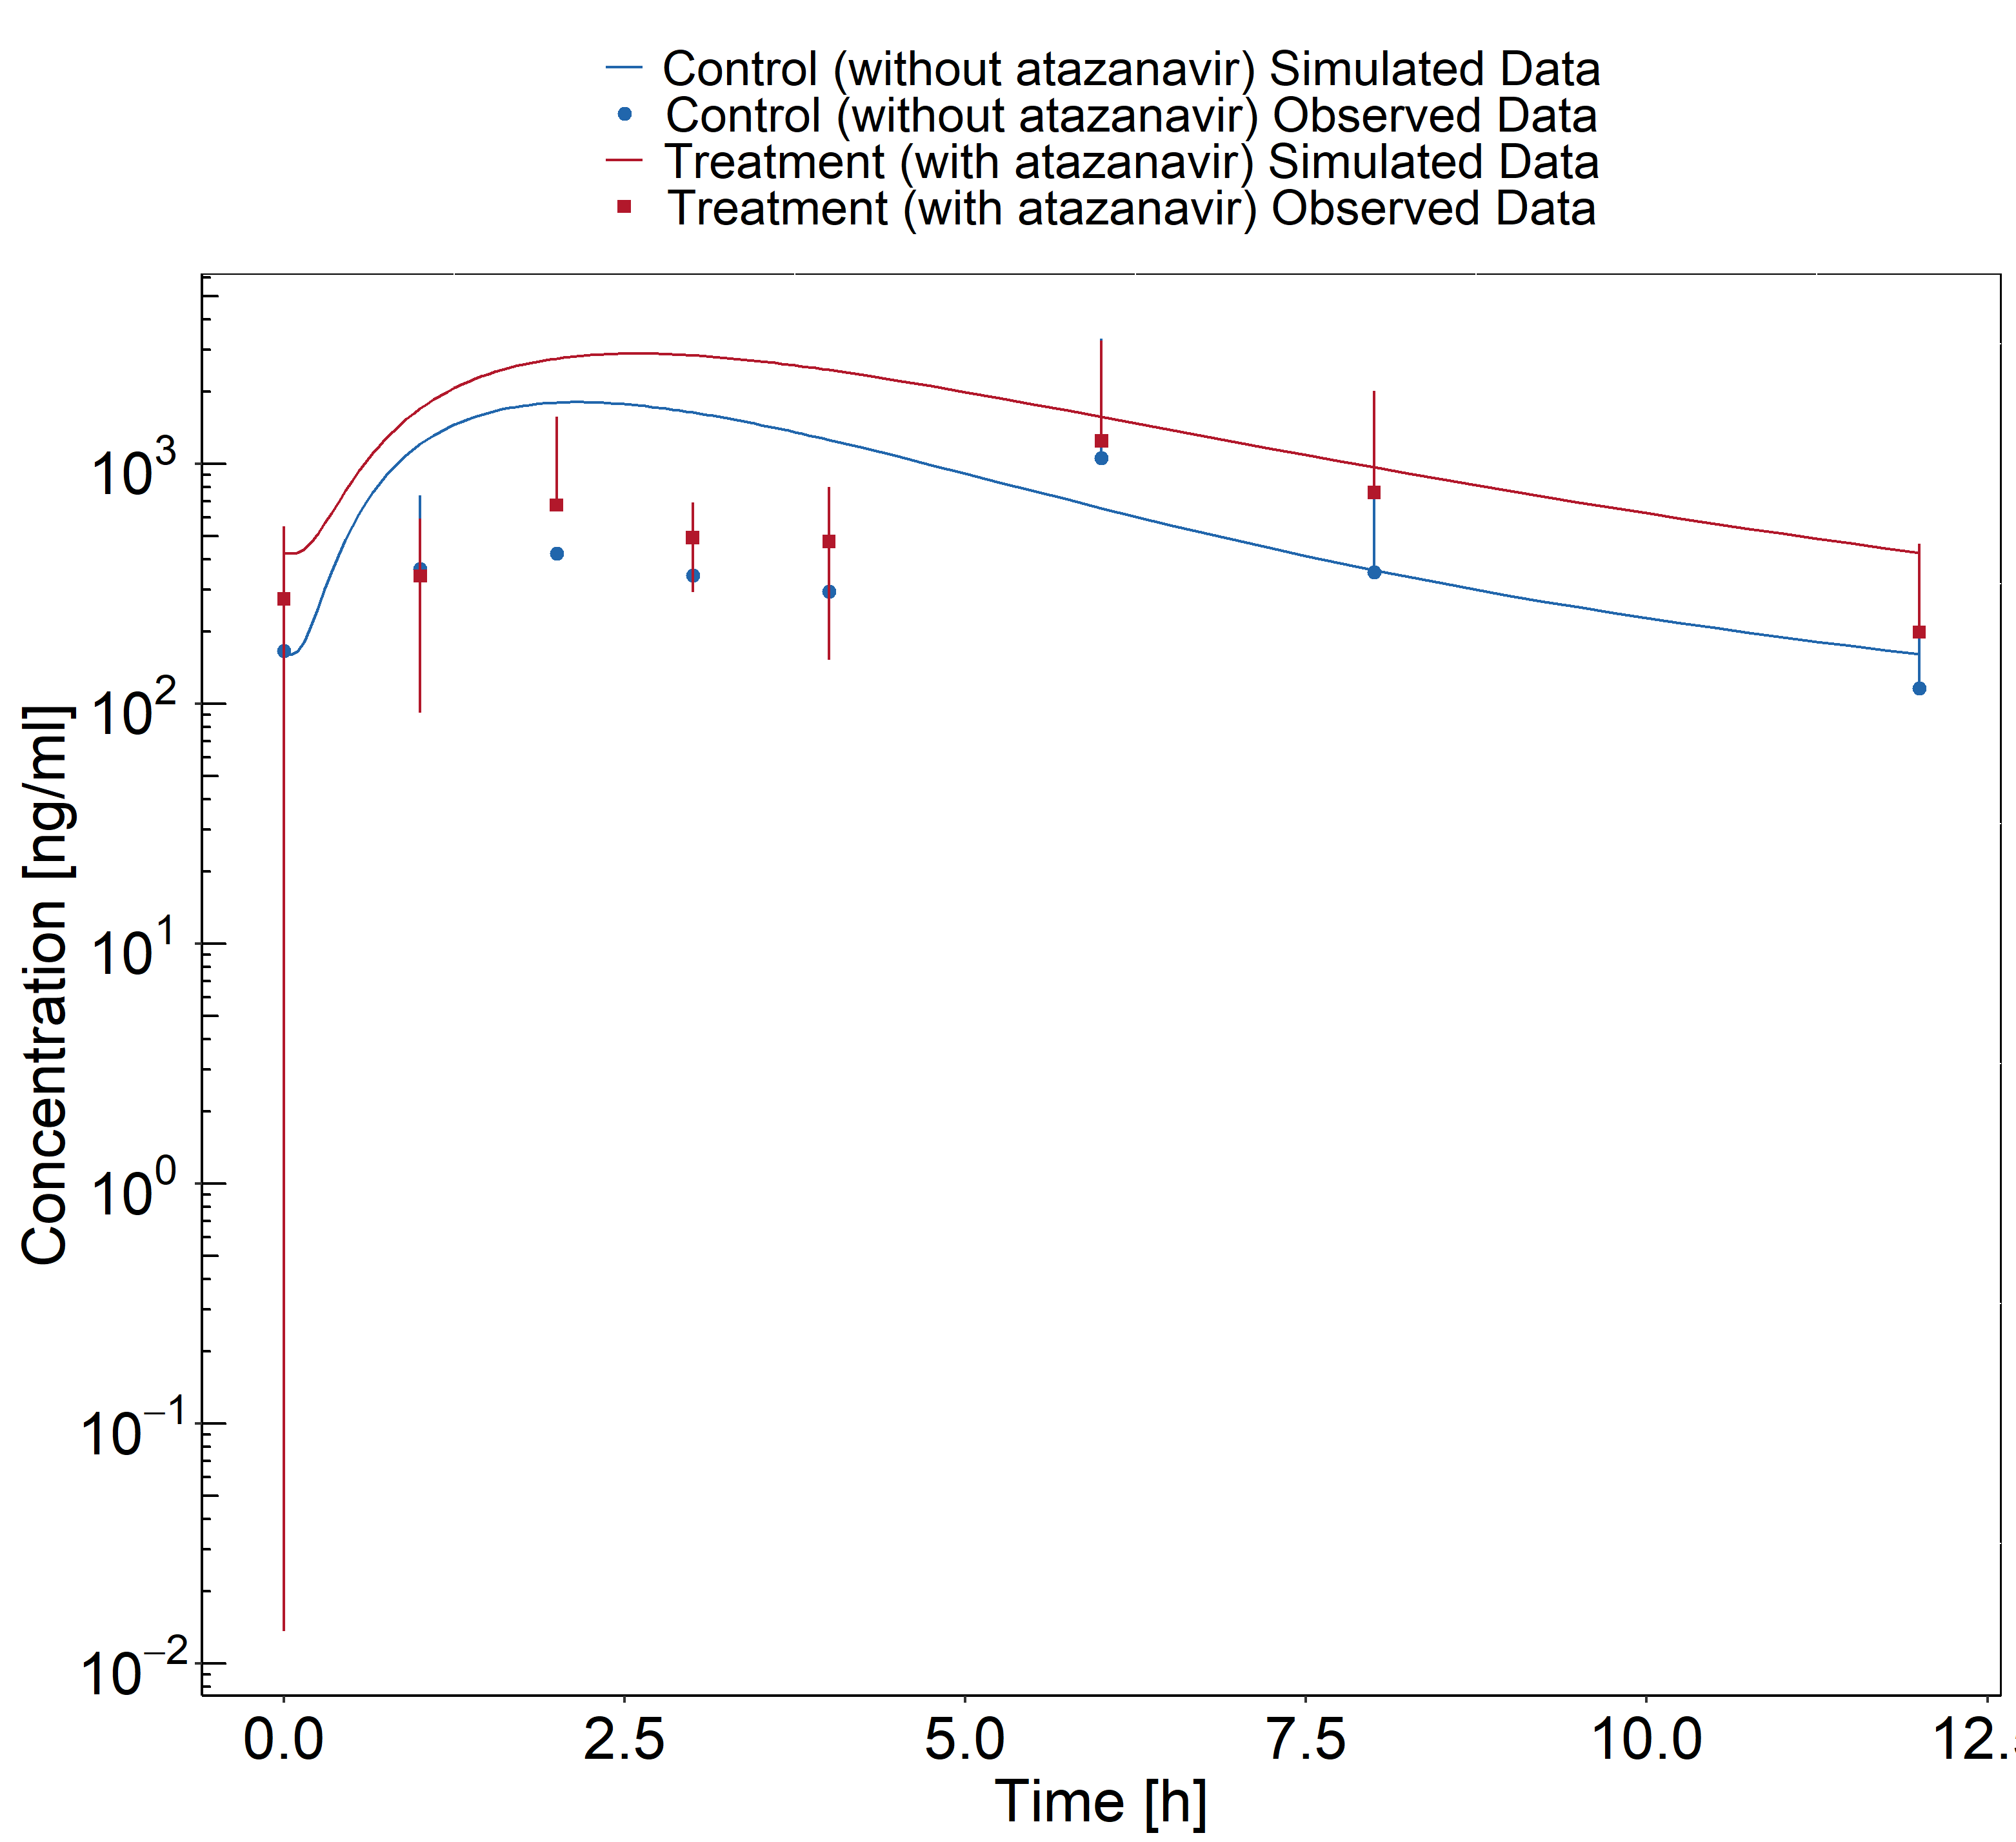 Control (without atazanavir) Simulated Data
Control (without atazanavir) Observed Data
Treatment (with atazanavir) Simulated Data
Treatment (with atazanavir) Observed Data
Concentration [ng/ml]
10³
10²
10¹
10⁰
10⁻¹
10⁻²
0.0 2.5 5.0 7.5 10.0 12.
Time [h]